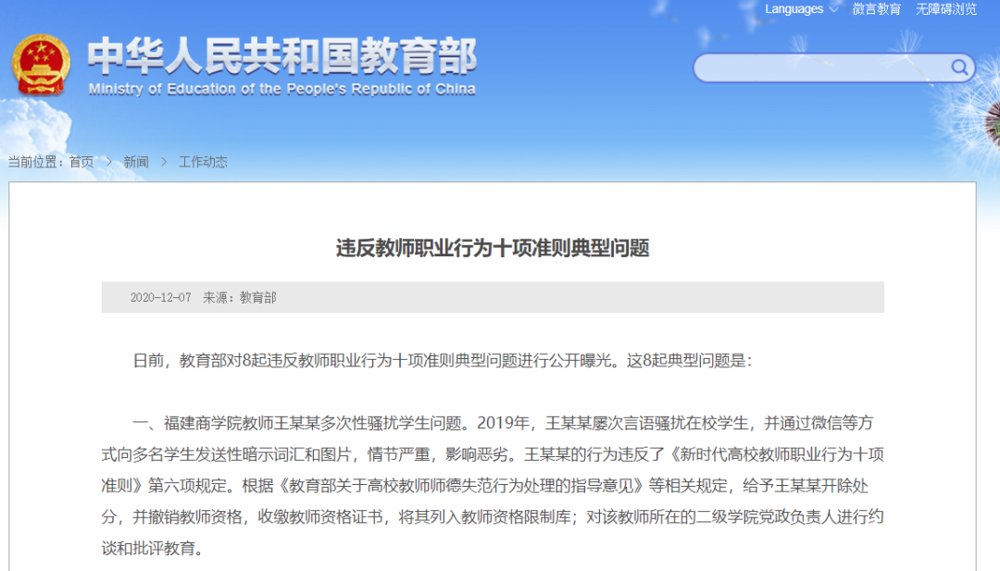 Languages 微言教育 无障碍浏览
中华人民共和国教育部
Ministry of Education of the People's Republic of China
当前位置：首页 > 新闻 > 工作动态
违反教师职业行为十项准则典型问题
2020-12-07 来源：教育部
日前，教育部对8起违反教师职业行为十项准则典型问题进行公开曝光。这8起典型问题是：
一、福建商学院教师王某某多次性骚扰学生问题。2019年，王某某屡次言语骚扰在校学生，并通过微信等方
式向多名学生发送性暗示词汇和图片，情节严重，影响恶劣。王某某的行为违反了《新时代高校教师职业行为十项
准则》第六项规定。根据《教育部关于高校教师师德失范行为处理的指导意见》等相关规定，给予王某某开除处
分，并撤销教师资格，收缴教师资格证书，将其列入教师资格限制库；对该教师所在的二级学院党政负责人进行约
谈和批评教育。